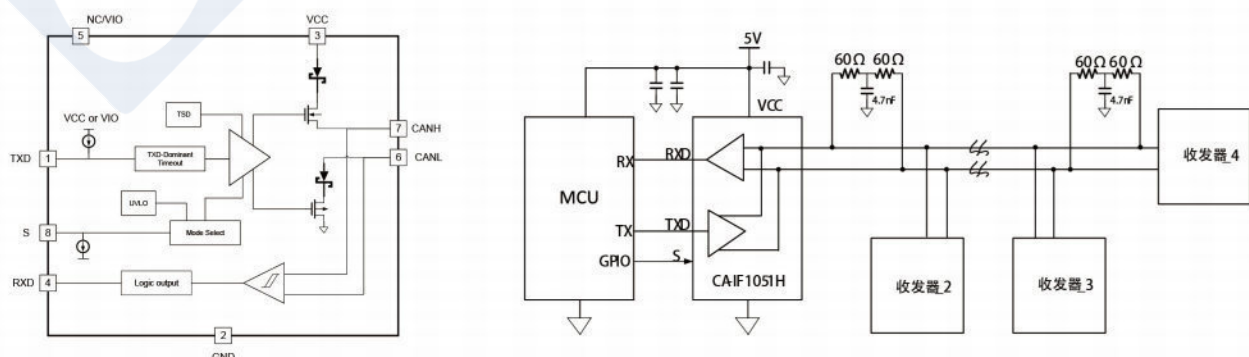 NC/VIO
VCC
5
3
TSD
VCC or VIO
7 CANH
6 CANL
TXD 1
TXD-Dominant
Timeout
UVLO
S 8
Mode Select
RXD 4
Logic output
2
GND
5V
60Ω 60Ω
4.7nF
60Ω 60Ω
4.7nF
VCC
MCU
RX
RXD
TX
TXD
GPIO
S
CA-IF1051H
收发器_4
收发器_2
收发器_3